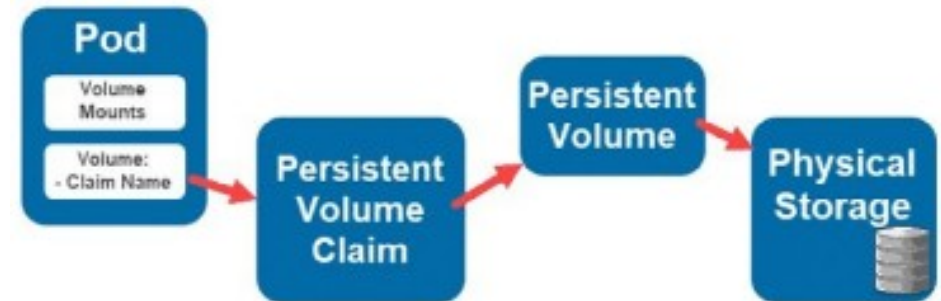 Pod
Volume
Mounts
Volume:
- Claim Name
Persistent
Volume
Claim
Persistent
Volume
Physical
Storage